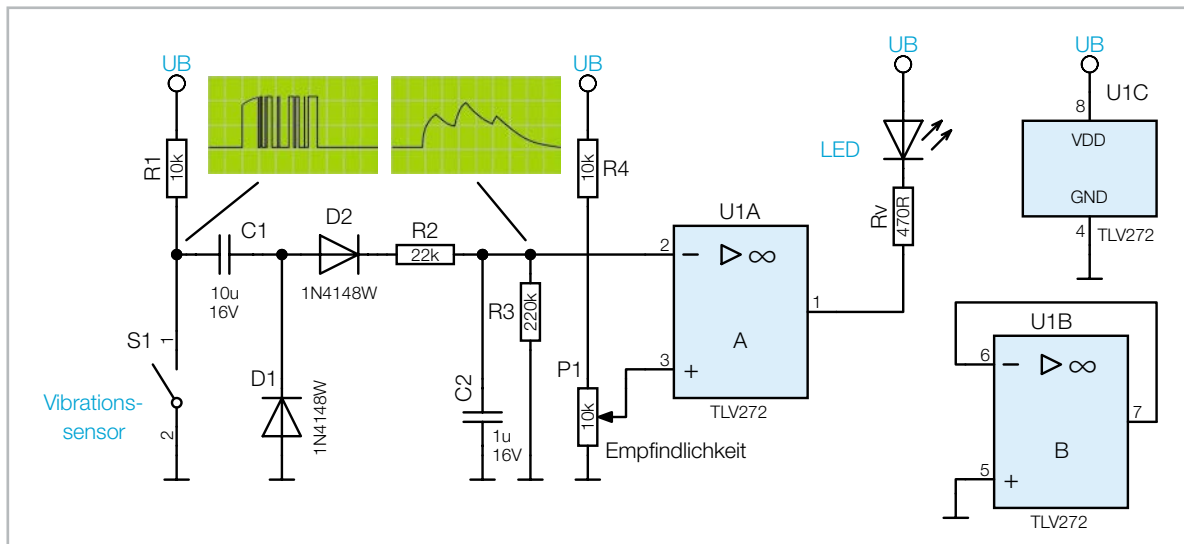 UB
R1
10k
C1
10u
16V
D2
1N4148W
R2
22k
S1
1
2
Vibrations-
sensor
D1
1N4148W
C2
1u
16V
R3
220k
UB
10k
R4
P1
10k
Empfindlichkeit
U1A
2
−
▷ ∞
1
A
3
+
TLV272
UB
LED
Rv
470R
UB
U1C
8
VDD
GND
4
TLV272
U1B
6
−
▷ ∞
7
B
5
+
TLV272